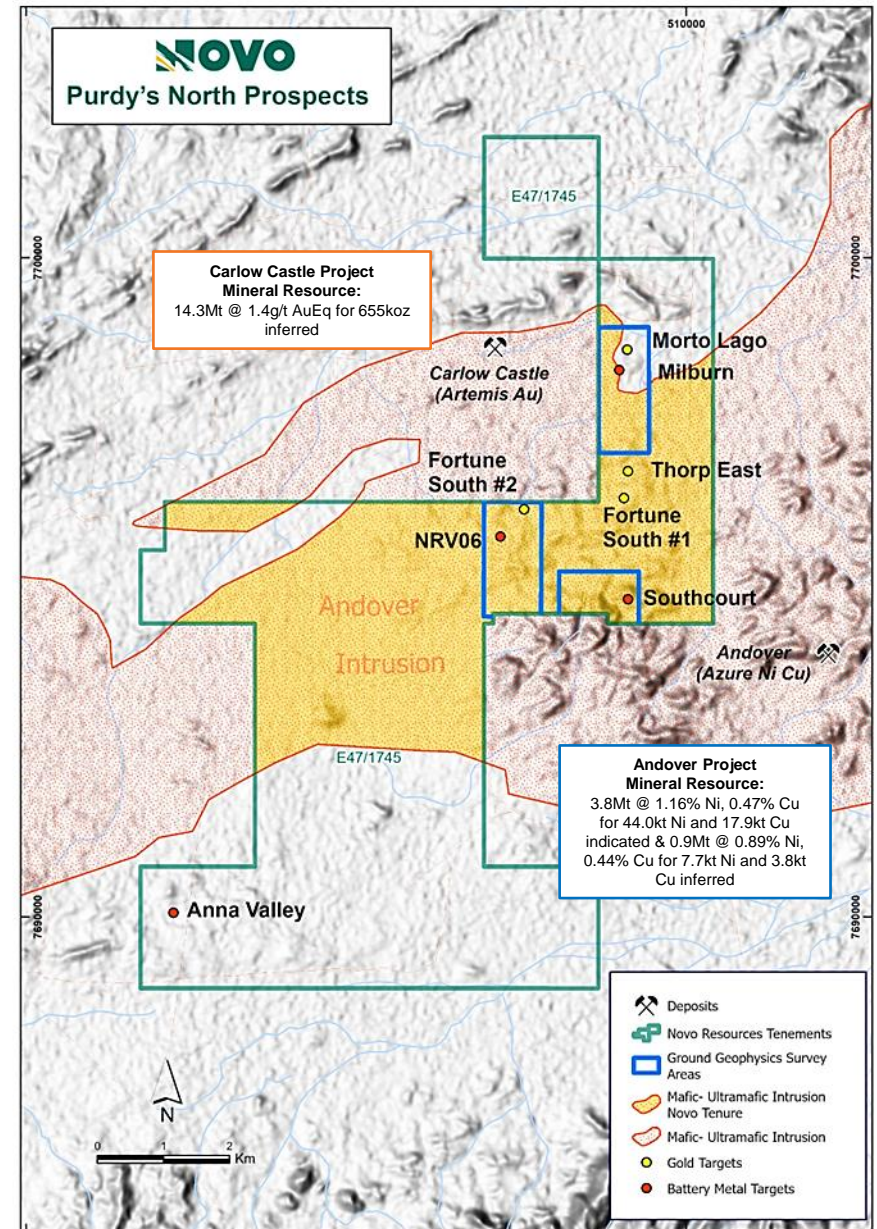 510000
NOVO
Purdy's North Prospects
E47/1745
7700000
7700000
Carlow Castle Project
Mineral Resource:
14.3Mt @ 1.4g/t AuEq for 655koz
inferred
Morto Lago
Carlow Castle
(Artemis Au)
Milburn
Fortune
South #2
Thorp East
Fortune
South #1
NRV06
Southcourt
Andover
Intrusion
Andover
(Azure Ni Cu)
E47/1745
Andover Project
Mineral Resource:
3.8Mt @ 1.16% Ni, 0.47% Cu
for 44.0kt Ni and 17.9kt Cu
indicated & 0.9Mt @ 0.89% Ni,
0.44% Cu for 7.7kt Ni and 3.8kt
Cu inferred
7690000
7690000
Anna Valley
Deposits
Novo Resources Tenements
Ground Geophysics Survey
Areas
Mafic- Ultramafic Intrusion
Novo Tenure
Mafic- Ultramafic Intrusion
Gold Targets
Battery Metal Targets
N
0 1 2
Km